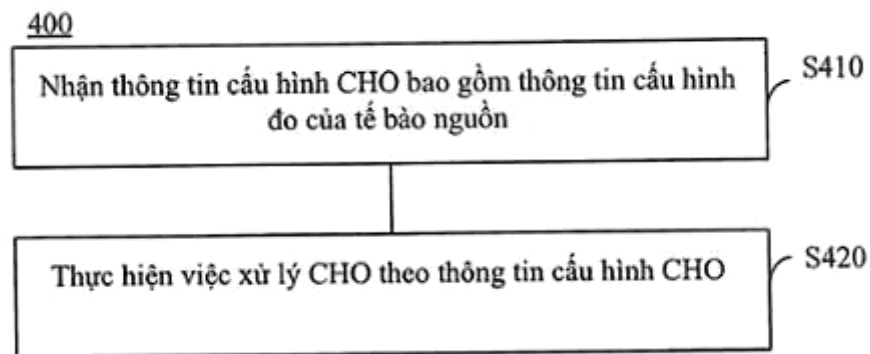 400
Nhận thông tin cấu hình CHO bao gồm thông tin cấu hình
đo của tế bào nguồn
S410
Thực hiện việc xử lý CHO theo thông tin cấu hình CHO
S420